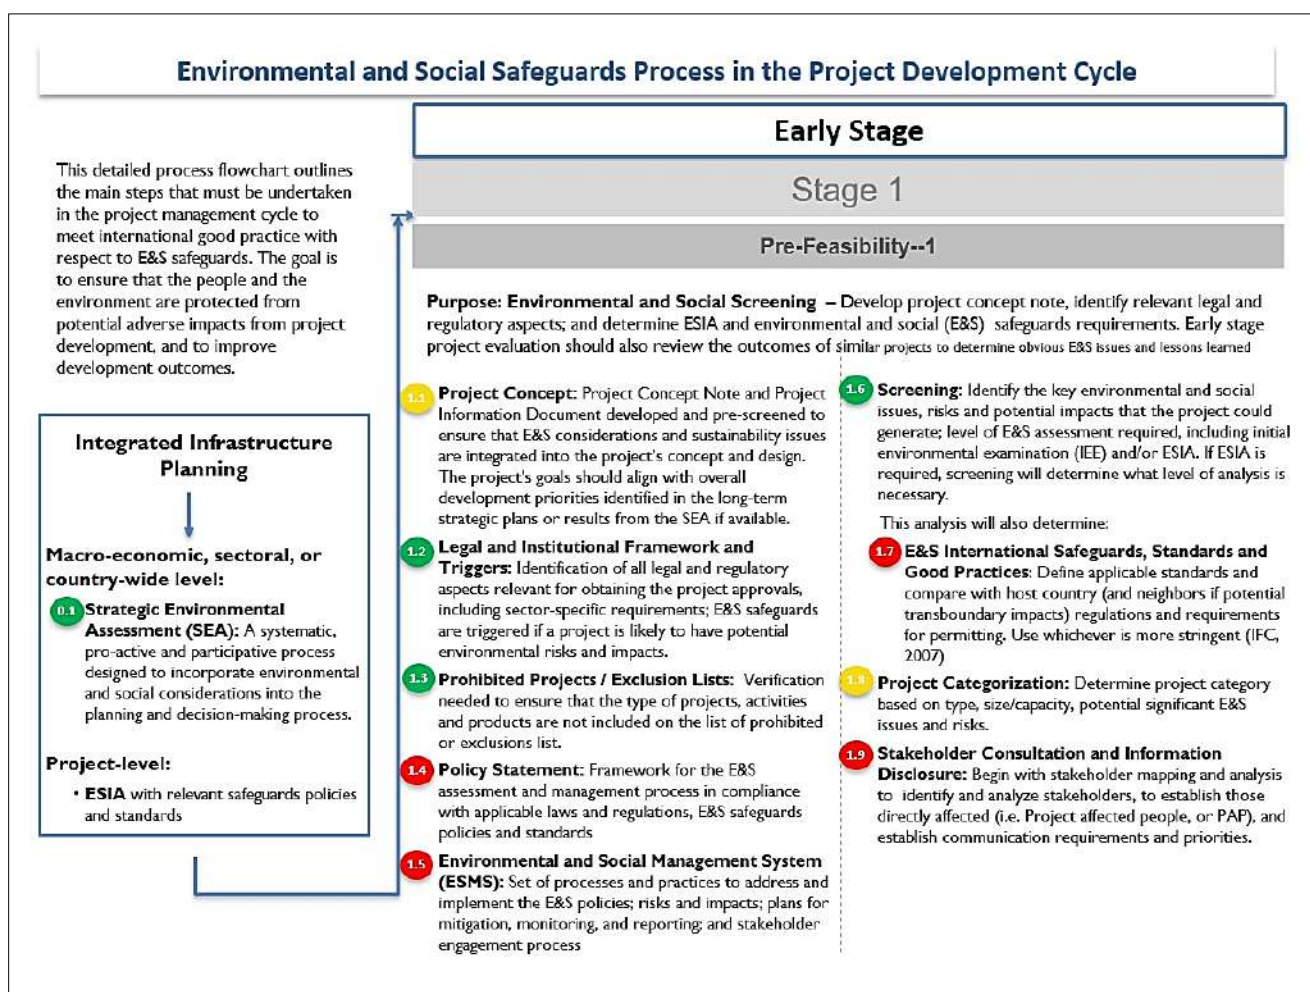 Environmental and Social Safeguards Process in the Project Development Cycle
This detailed process flowchart outlines
the main steps that must be undertaken
in the project management cycle to
meet international good practice with
respect to E&S safeguards. The goal is
to ensure that the people and the
environment are protected from
potential adverse impacts from project
development, and to improve
development outcomes.
Integrated Infrastructure
Planning
Macro-economic, sectoral, or
country-wide level:
0.1 Strategic Environmental
Assessment (SEA): A systematic,
pro-active and participative process
designed to incorporate environmental
and social considerations into the
planning and decision-making process.
Project-level:
• ESIA with relevant safeguards policies
and standards
Early Stage
Stage 1
Pre-Feasibility--1
Purpose: Environmental and Social Screening – Develop project concept note, identify relevant legal and
regulatory aspects; and determine ESIA and environmental and social (E&S) safeguards requirements. Early stage
project evaluation should also review the outcomes of similar projects to determine obvious E&S issues and lessons learned
1.1 Project Concept: Project Concept Note and Project
Information Document developed and pre-screened to
ensure that E&S considerations and sustainability issues
are integrated into the project's concept and design.
The project's goals should align with overall
development priorities identified in the long-term
strategic plans or results from the SEA if available.
1.2 Legal and Institutional Framework and
Triggers: Identification of all legal and regulatory
aspects relevant for obtaining the project approvals,
including sector-specific requirements; E&S safeguards
are triggered if a project is likely to have potential
environmental risks and impacts.
1.3 Prohibited Projects / Exclusion Lists: Verification
needed to ensure that the type of projects, activities
and products are not included on the list of prohibited
or exclusions list.
1.4 Policy Statement: Framework for the E&S
assessment and management process in compliance
with applicable laws and regulations, E&S safeguards
policies and standards
1.5 Environmental and Social Management System
(ESMS): Set of processes and practices to address and
implement the E&S policies; risks and impacts; plans for
mitigation, monitoring, and reporting; and stakeholder
engagement process
1.6 Screening: Identify the key environmental and social
issues, risks and potential impacts that the project could
generate; level of E&S assessment required, including initial
environmental examination (IEE) and/or ESIA. If ESIA is
required, screening will determine what level of analysis is
necessary.
This analysis will also determine:
1.7 E&S International Safeguards, Standards and
Good Practices: Define applicable standards and
compare with host country (and neighbors if potential
transboundary impacts) regulations and requirements
for permitting. Use whichever is more stringent (IFC,
2007)
1.8 Project Categorization: Determine project category
based on type, size/capacity, potential significant E&S
issues and risks.
1.9 Stakeholder Consultation and Information
Disclosure: Begin with stakeholder mapping and analysis
to identify and analyze stakeholders, to establish those
directly affected (i.e. Project affected people, or PAP), and
establish communication requirements and priorities.